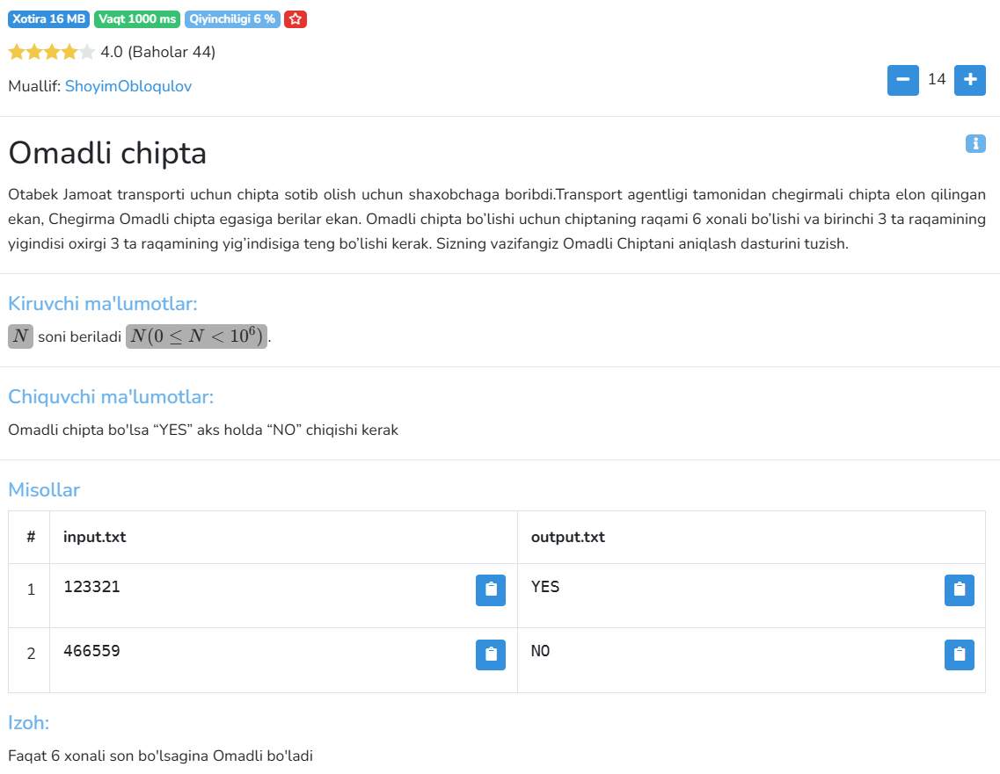 Xotira 16 MB Vaqt 1000 ms Qiyinchiligi 6 %
4.0 (Baholar 44)
Muallif: ShoyimObloqulov
14
Omadli chipta
Otabek Jamoat transporti uchun chipta sotib olish uchun shaxobchaga boribdi.Transport agentligi tamonidan chegirmali chipta elon qilingan
ekan, Chegirma Omadli chipta egasiga berilar ekan. Omadli chipta bo’lishi uchun chiptaning raqami 6 xonali bo’lishi va birinchi 3 ta raqamining
yigindisi oxirgi 3 ta raqamining yig’indisiga teng bo’lishi kerak. Sizning vazifangiz Omadli Chiptani aniqlash dasturini tuzish.
Kiruvchi ma'lumotlar:
N soni beriladi N(0 ≤ N < 10⁶).
Chiquvchi ma'lumotlar:
Omadli chipta bo'lsa “YES” aks holda “NO” chiqishi kerak
Misollar
# input.txt output.txt
1 123321 YES
2 466559 NO
Izoh:
Faqat 6 xonali son bo'lsagina Omadli bo'ladi